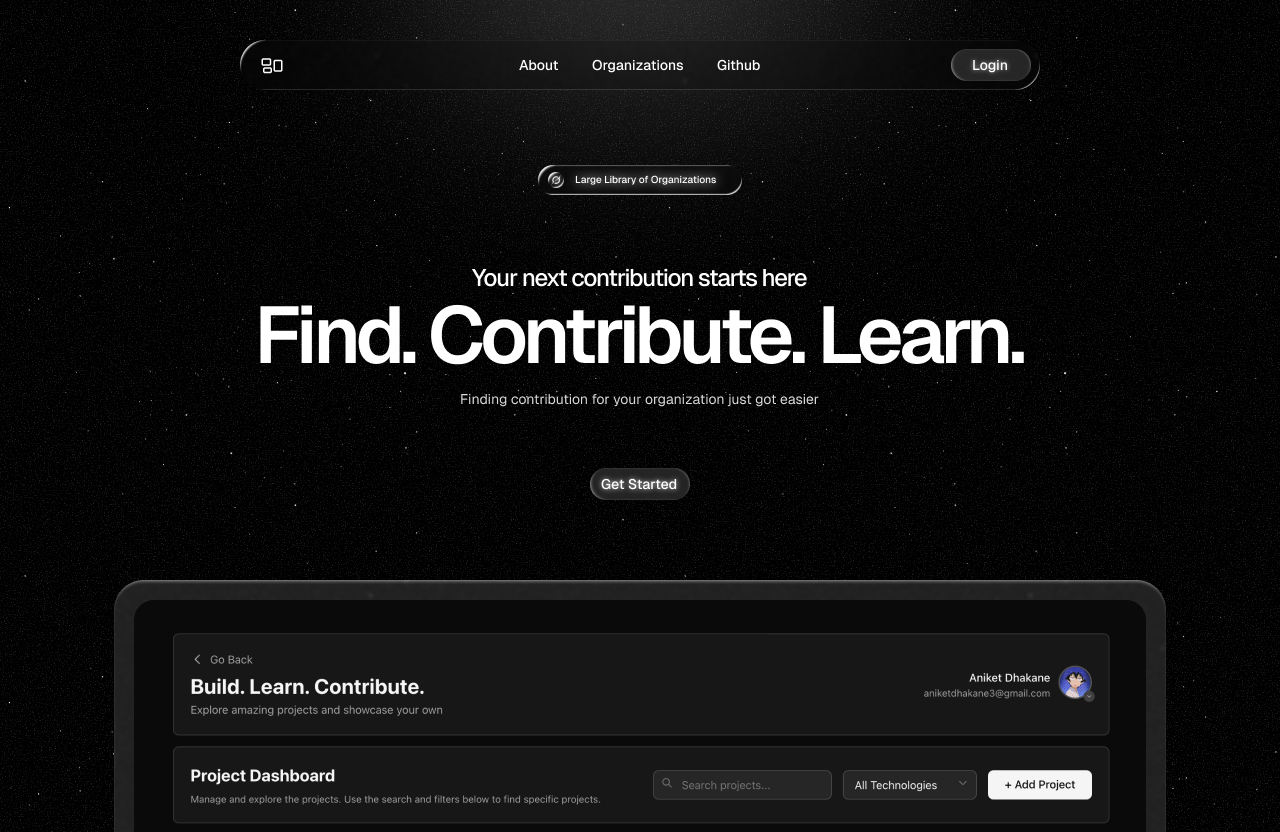 About Organizations Github Login
Large Library of Organizations
Your next contribution starts here
Find. Contribute. Learn.
Finding contribution for your organization just got easier
Get Started
Go Back
Build. Learn. Contribute.
Explore amazing projects and showcase your own
Aniket Dhakane
aniketdhakane3@gmail.com
Project Dashboard
Manage and explore the projects. Use the search and filters below to find specific projects.
Search projects...
All Technologies
+ Add Project